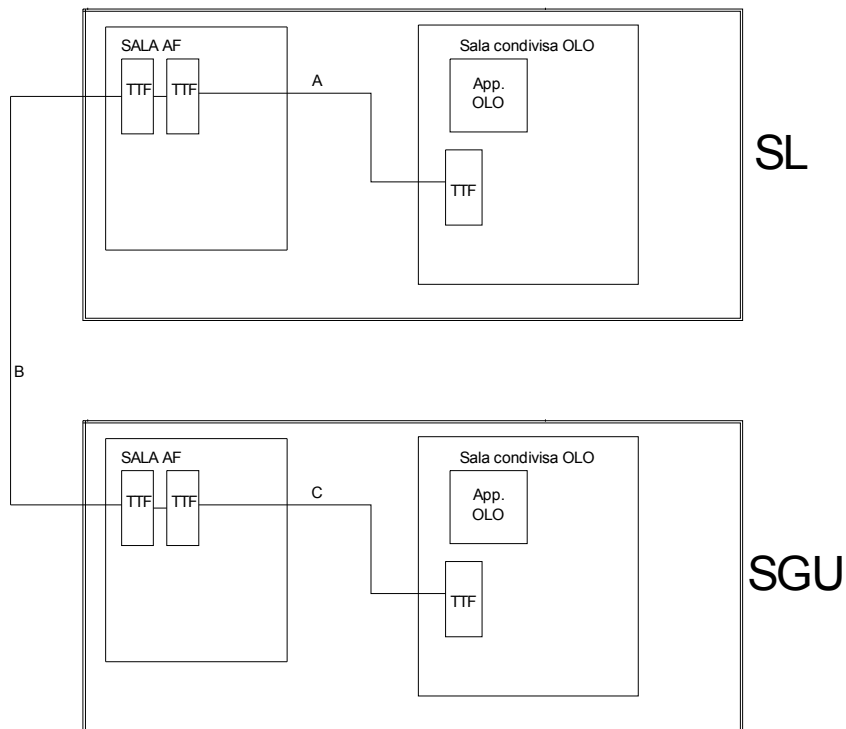 SALA AF
Sala condivisa OLO
TTF
TTF
A
App.
OLO
SL
TTF
B
SALA AF
Sala condivisa OLO
TTF
TTF
C
App.
OLO
SGU
TTF